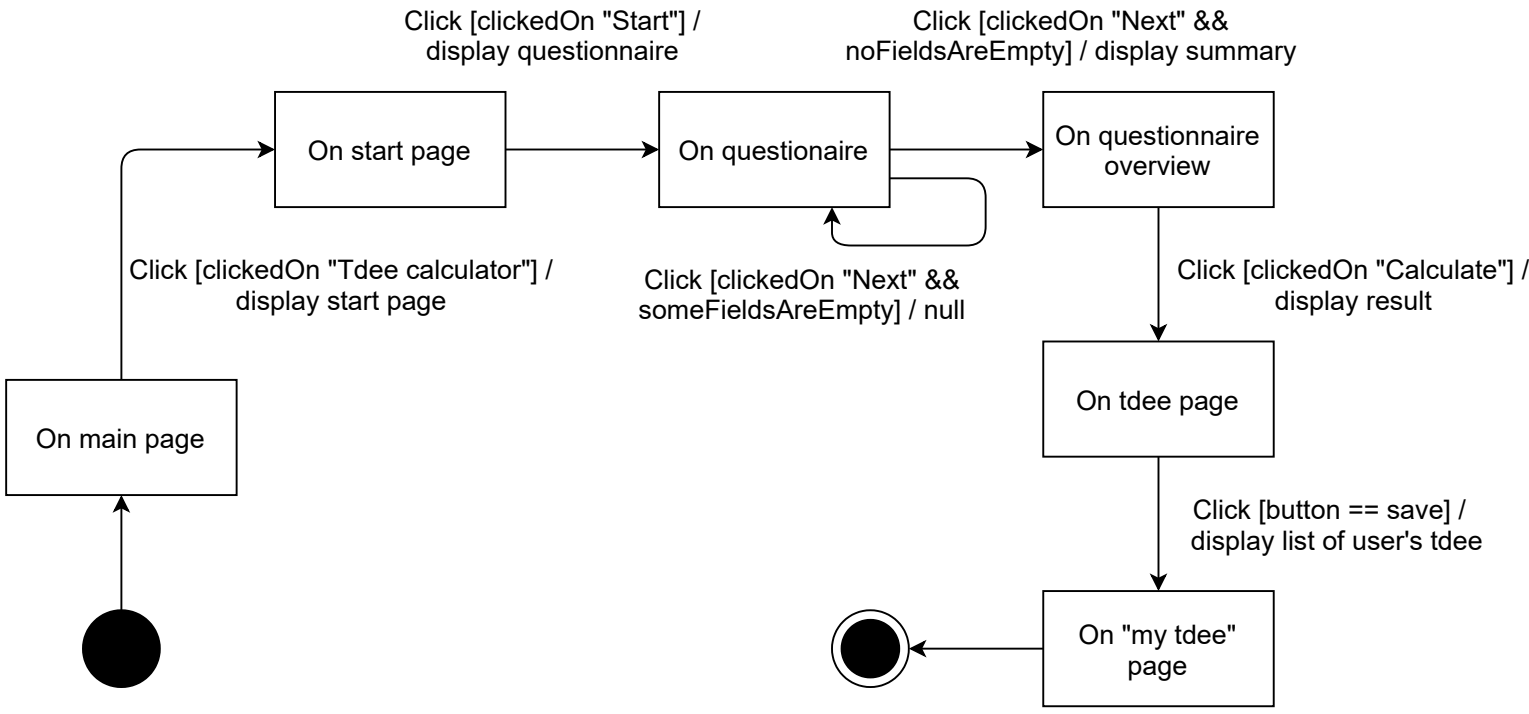 Click [clickedOn "Start"] /
display questionnaire
Click [clickedOn "Next" &&
noFieldsAreEmpty] / display summary
On start page
On questionaire
On questionnaire
overview
Click [clickedOn "Tdee calculator"] /
display start page
Click [clickedOn "Next" &&
someFieldsAreEmpty] / null
Click [clickedOn "Calculate"] /
display result
On main page
On tdee page
Click [button == save] /
display list of user's tdee
On "my tdee"
page